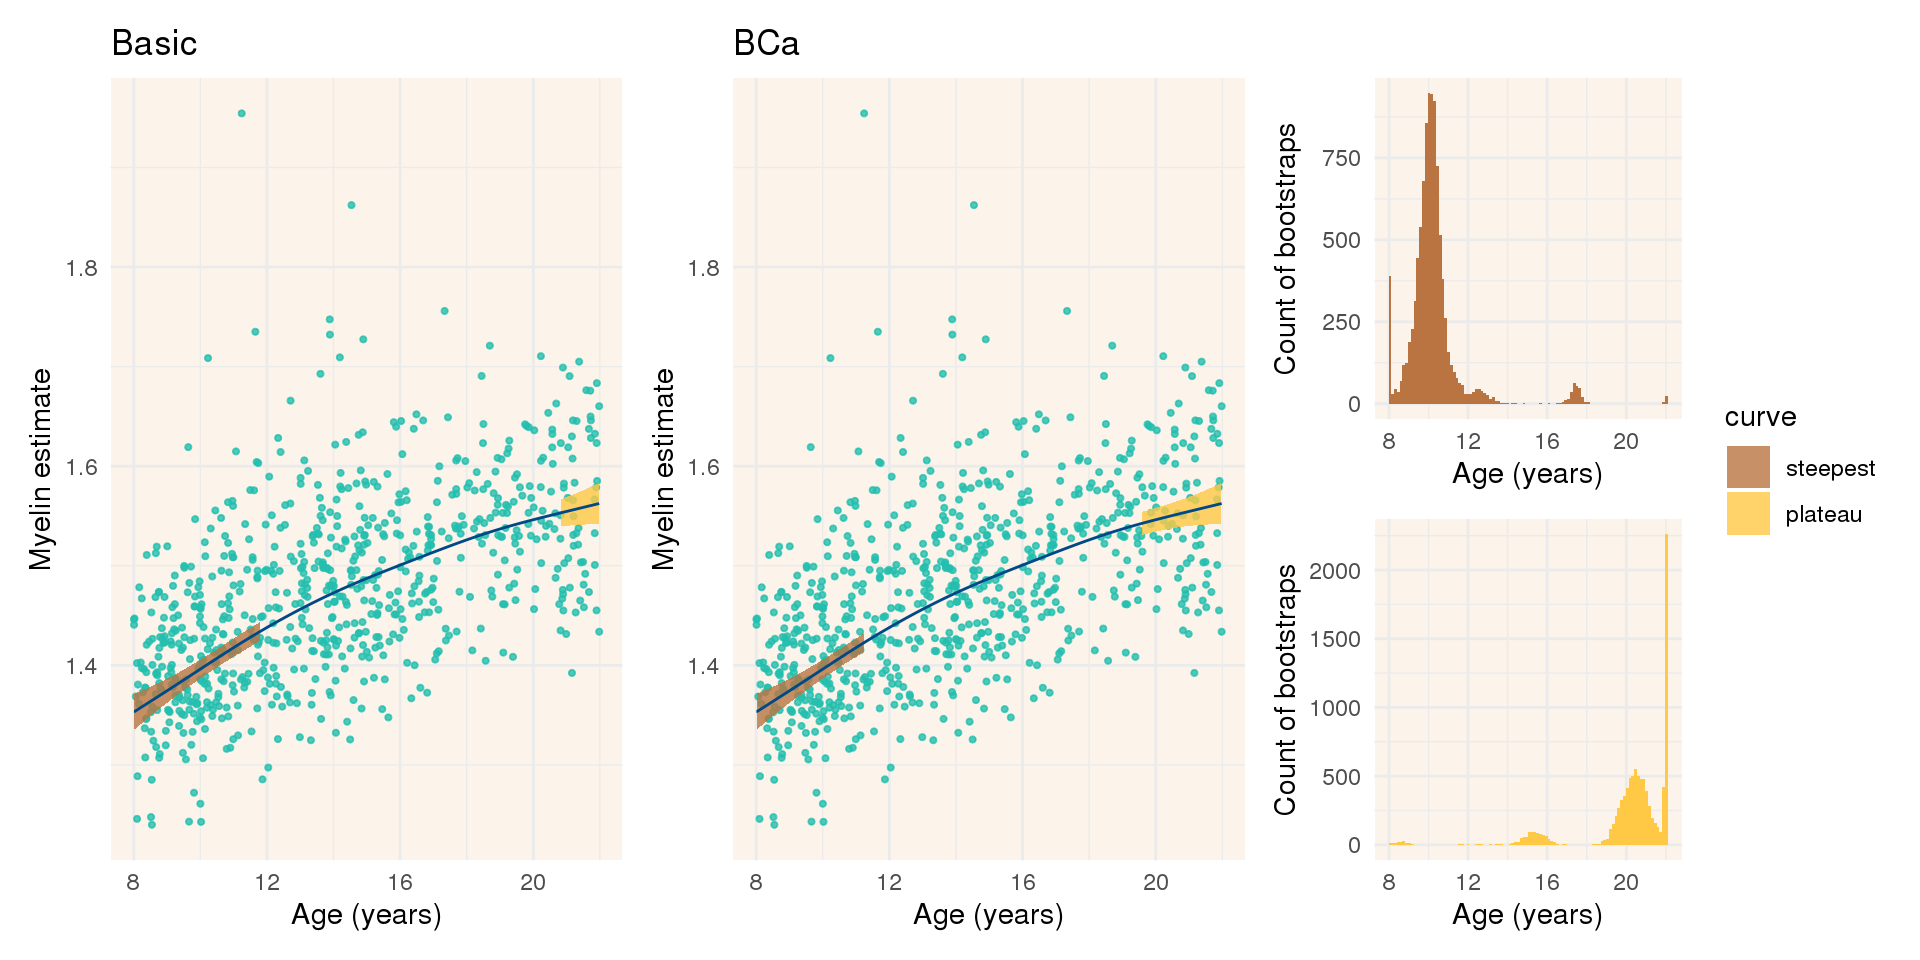 Basic
Myelin estimate
1.8
1.6
1.4
8 12 16 20
Age (years)
BCa
Myelin estimate
1.8
1.6
1.4
8 12 16 20
Age (years)
Count of bootstraps
750
500
250
0
8 12 16 20
Age (years)
Count of bootstraps
2000
1500
1000
500
0
8 12 16 20
Age (years)
curve
steepest
plateau